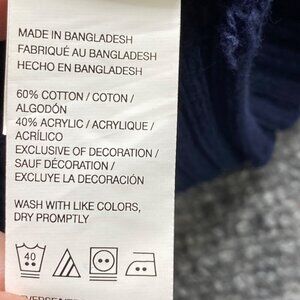 MADE IN BANGLADESH
FABRIQUÉ AU BANGLADESH
HECHO EN BANGLADESH
60% COTTON / COTON /
ALGODÓN
40% ACRYLIC / ACRYLIQUE /
ACRÍLICO
EXCLUSIVE OF DECORATION /
SAUF DÉCORATION /
EXCLUYE LA DECORACIÓN
WASH WITH LIKE COLORS,
DRY PROMPTLY
40